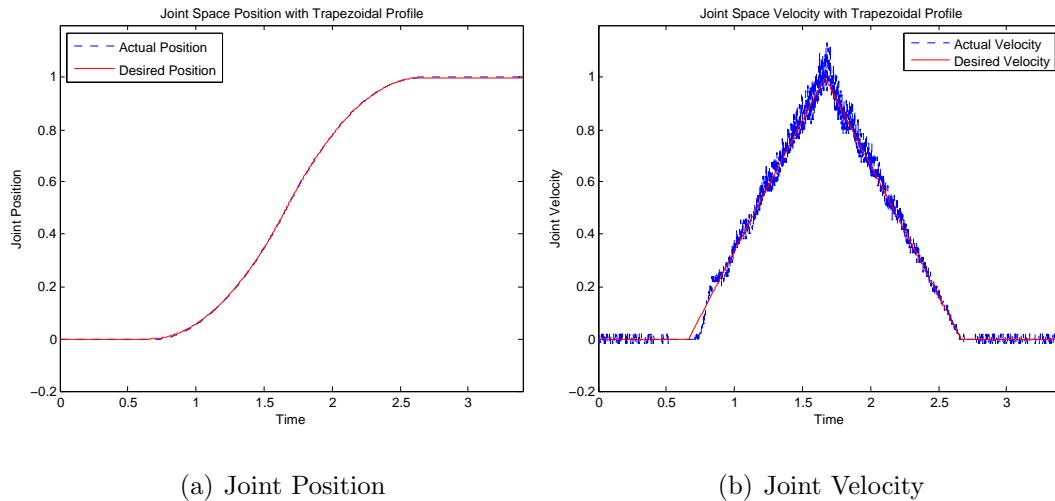 Joint Space Position with Trapezoidal Profile
Actual Position
Desired Position
Joint Position
1
0.8
0.6
0.4
0.2
0
−0.2
0 0.5 1 1.5 2 2.5 3
Time
(a) Joint Position
Joint Space Velocity with Trapezoidal Profile
Actual Velocity
Desired Velocity
Joint Velocity
1
0.8
0.6
0.4
0.2
0
−0.2
0 0.5 1 1.5 2 2.5 3
Time
(b) Joint Velocity